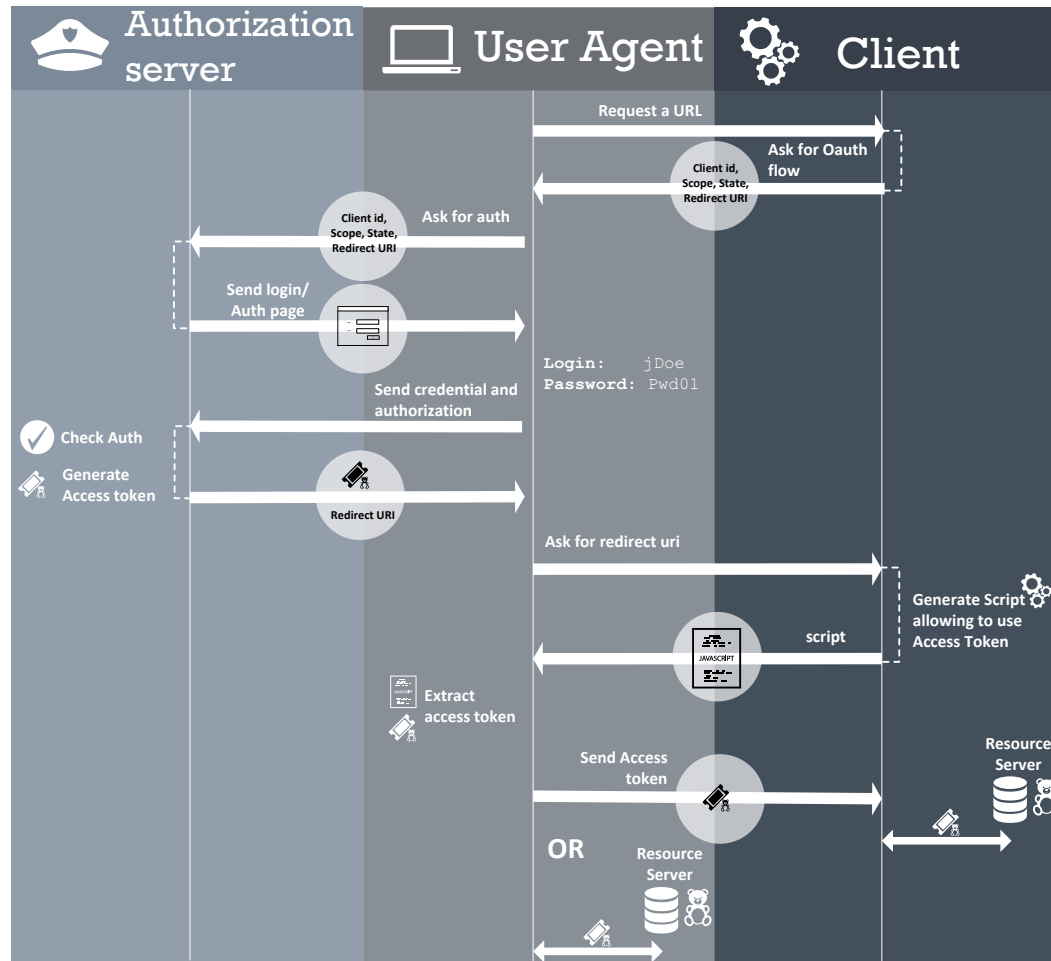 Authorization
server
User Agent
Client
Request a URL
Ask for Oauth
flow
Client id,
Scope, State,
Redirect URI
Ask for auth
Client id,
Scope, State,
Redirect URI
Send login/
Auth page
Login: jDoe
Password: Pwd01
Send credential and
authorization
Check Auth
Generate
Access token
Redirect URI
Ask for redirect uri
Generate Script
allowing to use
Access Token
script
JAVASCRIPT
JAVASCRIPT
Extract
access token
Send Access
token
Resource
Server
OR
Resource
Server